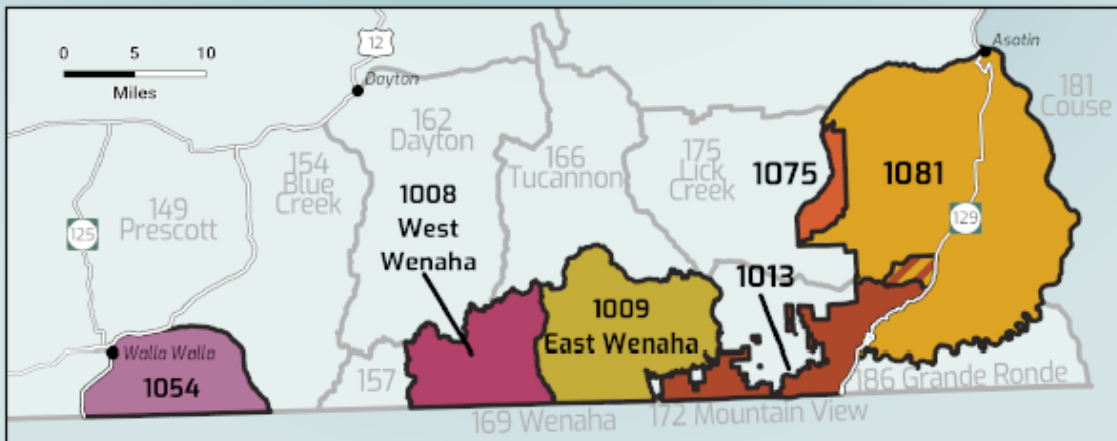 0 5 10
Miles
12
Dayton
Asotin
181
Couse
162
Dayton
154
Blue
Creek
166
Tucannon
175
Lick
Creek
1075
1081
149
Prescott
125
129
1008
West
Wenaha
1013
1009
East Wenaha
Walla Walla
1054
157
169 Wenaha
172 Mountain View
186 Grande Ronde